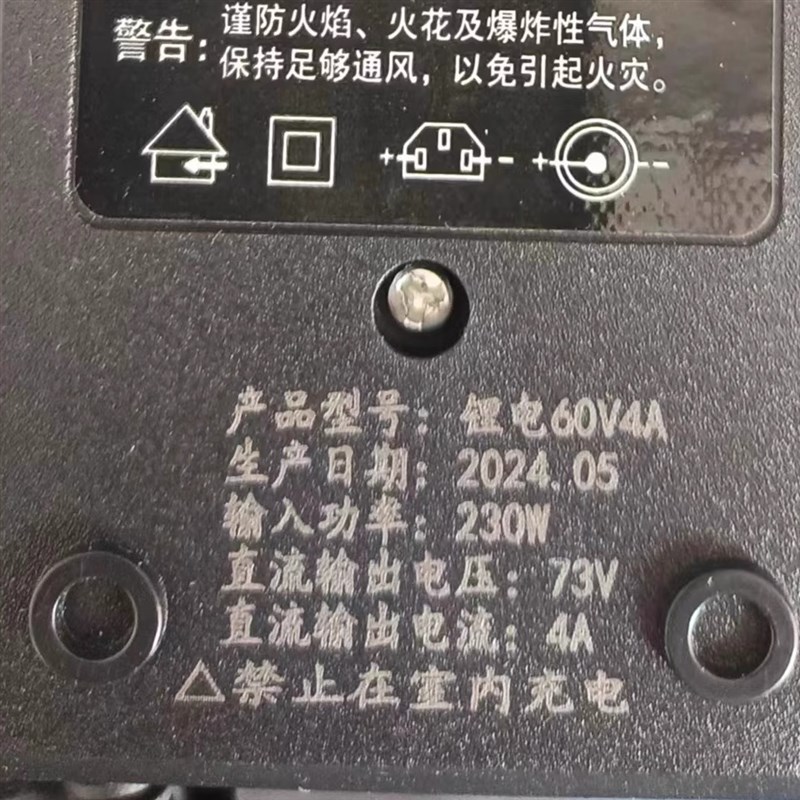 警告：谨防火焰、火花及爆炸性气体，
保持足够通风，以免引起火灾。
+ - + -
产品型号：锂电60V4A
生产日期：2024.05
输入功率：230W
直流输出电压：73V
直流输出电流：4A
△禁止在室内充电